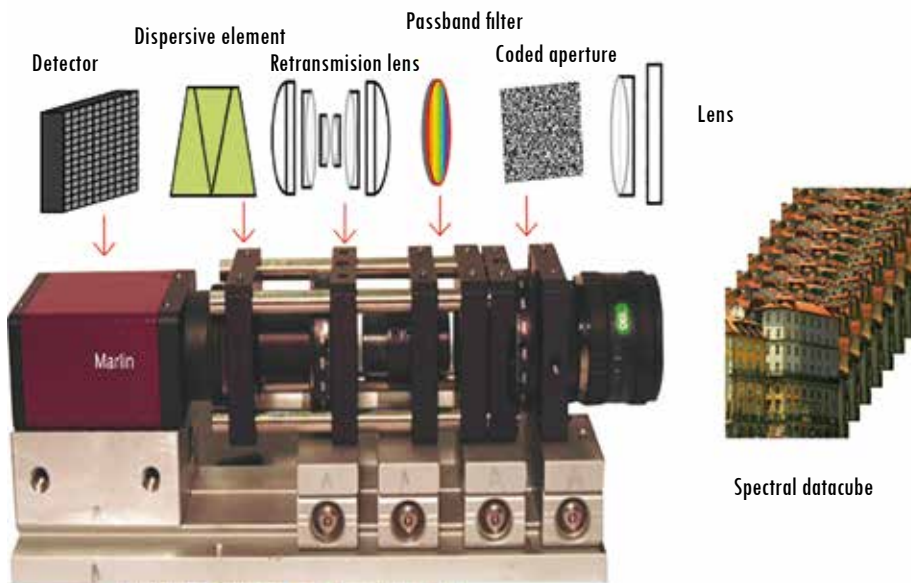 Passband filter
Dispersive element
Detector
Retransmision lens
Coded aperture
Lens
Marlin
Spectral datacube
A
A
A
A
A
A